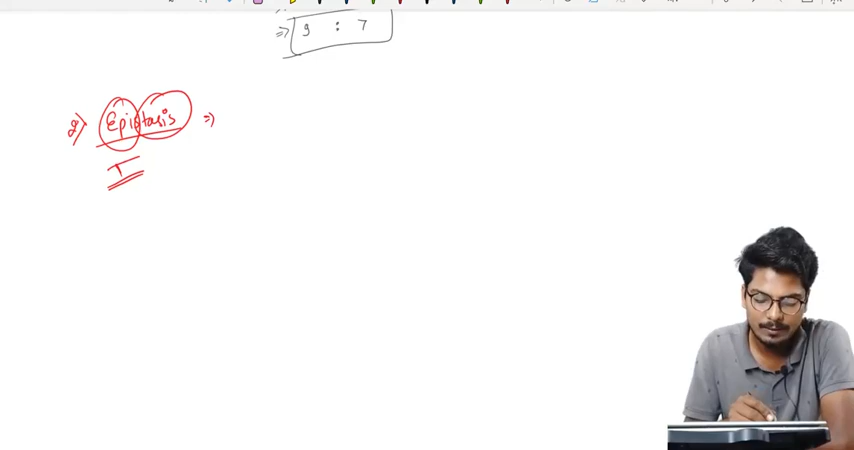 => 9 : 7
2) Epistasis =>
I